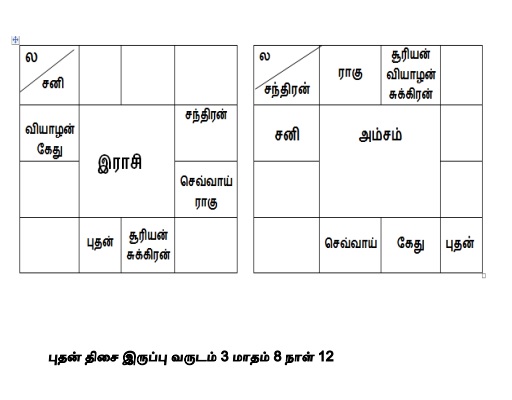 ல
சனி
சந்திரன்
வியாழன்
கேது
இராசி
செவ்வாய்
ராகு
புதன்
சூரியன்
சுக்கிரன்
ல
சந்திரன்
ராகு
சூரியன்
வியாழன்
சுக்கிரன்
சனி
அம்சம்
செவ்வாய்
கேது
புதன்
புதன் திசை இருப்பு வருடம் 3 மாதம் 8 நாள் 12